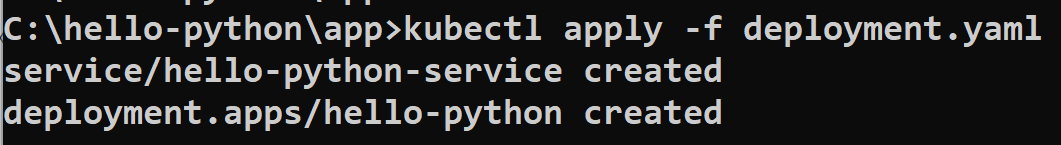 C:\hello-python\app>kubectl apply -f deployment.yaml
service/hello-python-service created
deployment.apps/hello-python created